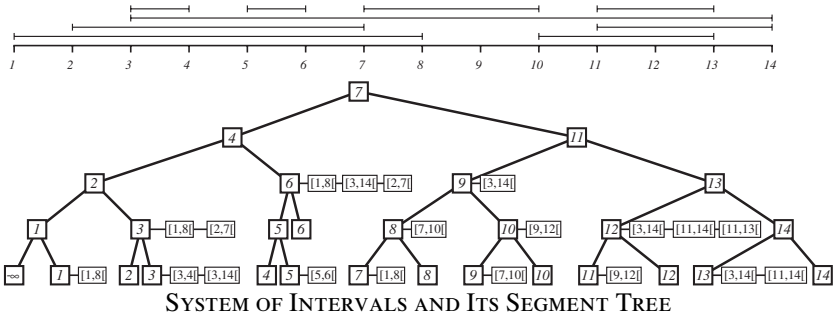 1 2 3 4 5 6 7 8 9 10 11 12 13 14
7
4 11
2 6 [1,8[ [3,14[ [2,7[ 9 [3,14[ 13
1 3 [1,8[ [2,7[ 5 6 8 [7,10[ 10 [9,12[ 12 [3,14[ [11,14[ [11,13[ 14
-∞ 1 [1,8[ 2 3 [3,4[ [3,14[ 4 5 [5,6[ 7 [1,8[ 8 9 [7,10[ 10 11 [9,12[ 12 13 [3,14[ [11,14[ 14
SYSTEM OF INTERVALS AND ITS SEGMENT TREE